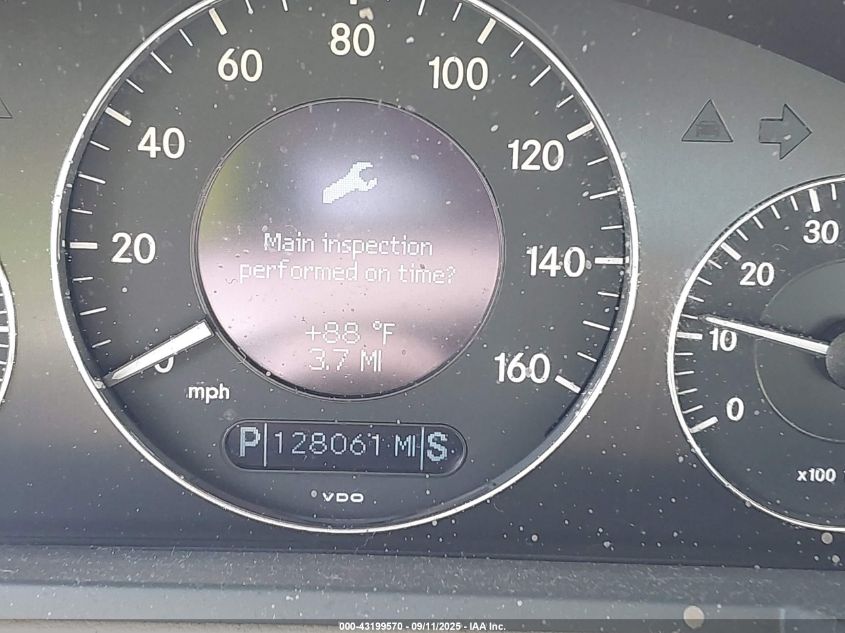 80
60
100
40
120
20
140
0
160
mph
Main inspection
performed on time?
+88 °F
3.7 MI
P 128061 MI S
VDO
30
20
10
0
x100
000-43199570 - 09/11/2025 - IAA Inc.